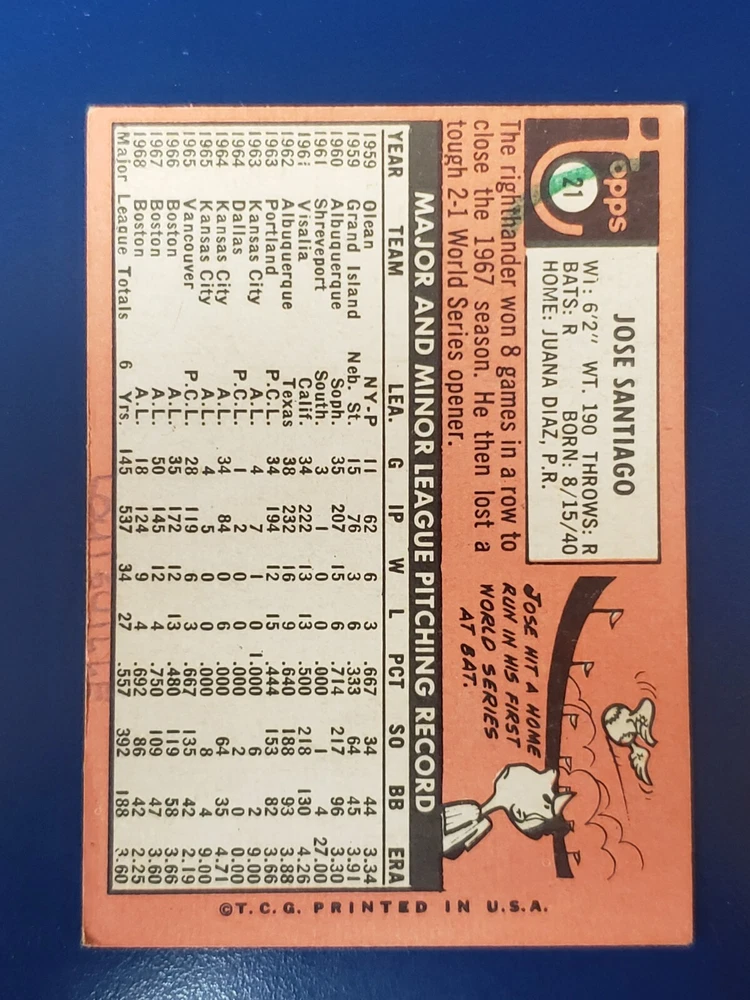 Topps
21
JOSE SANTIAGO
WT: 6'2" WT. 190 THROWS: R
BATS: R BORN: 8/15/40
HOME: JUANA DIAZ, P.R.
The righthander won 8 games in a row to
close the 1967 season. He then lost a
tough 2-1 World Series opener.
JOSE HIT A HOME
RUN IN HIS FIRST
WORLD SERIES
AT BAT.
MAJOR AND MINOR LEAGUE PITCHING RECORD
YEAR TEAM LEA. G IP W L PCT SO BB ERA
1959 Olean NY-P 11 62 6 3 .667 34 44 3.34
1959 Grand Island Neb. St. 15 76 3 6 .333 64 45 3.91
1960 Albuquerque Soph. 35 207 15 6 .714 217 96 3.30
1961 Shreveport South. 3 1 0 0 .000 1 4 27.00
1961 Visalia Calif. 34 222 13 13 .500 218 130 4.26
1962 Albuquerque Texas 38 232 16 9 .640 188 93 3.88
1963 Portland P.C.L. 34 194 12 15 .444 153 82 3.66
1963 Kansas City A.L. 4 7 1 0 1.000 6 2 9.00
1964 Dallas P.C.L. 1 2 0 0 .000 2 0 0.00
1964 Kansas City A.L. 34 84 0 6 .000 64 35 4.71
1965 Kansas City A.L. 4 5 0 0 .000 8 4 9.00
1965 Vancouver P.C.L. 28 119 6 3 .667 135 42 2.19
1966 Boston A.L. 35 172 12 13 .480 119 58 3.66
1967 Boston A.L. 50 145 12 4 .750 109 47 3.60
1968 Boston A.L. 18 124 9 4 .692 86 42 2.25
Major League Totals 6 Yrs. 145 537 34 27 .557 392 188 3.60
©T.C.G. PRINTED IN U.S.A.